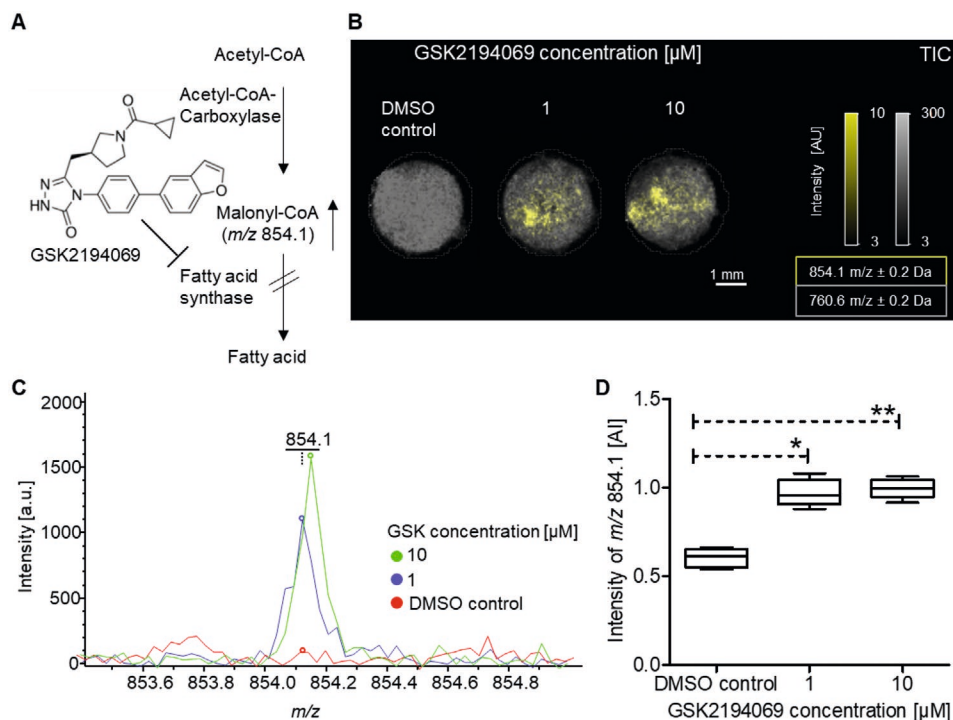 A
Acetyl-CoA
Acetyl-CoA-
Carboxylase
O
N
N
HN
N
O
O
GSK2194069
Malonyl-CoA
(m/z 854.1)
Fatty acid
synthase
Fatty acid
B
GSK2194069 concentration [µM]
TIC
DMSO
control
1
10
10
300
Intensity [AU]
3
3
1 mm
854.1 m/z ± 0.2 Da
760.6 m/z ± 0.2 Da
C
2000
1500
1000
500
0
Intensity [a.u.]
854.1
GSK concentration [µM]
10
1
DMSO control
853.6
853.8
854.0
854.2
854.4
854.6
854.8
m/z
D
1.5
1.0
0.5
0.0
Intensity of m/z 854.1 [AI]
*
**
DMSO control
1
10
GSK2194069 concentration [µM]